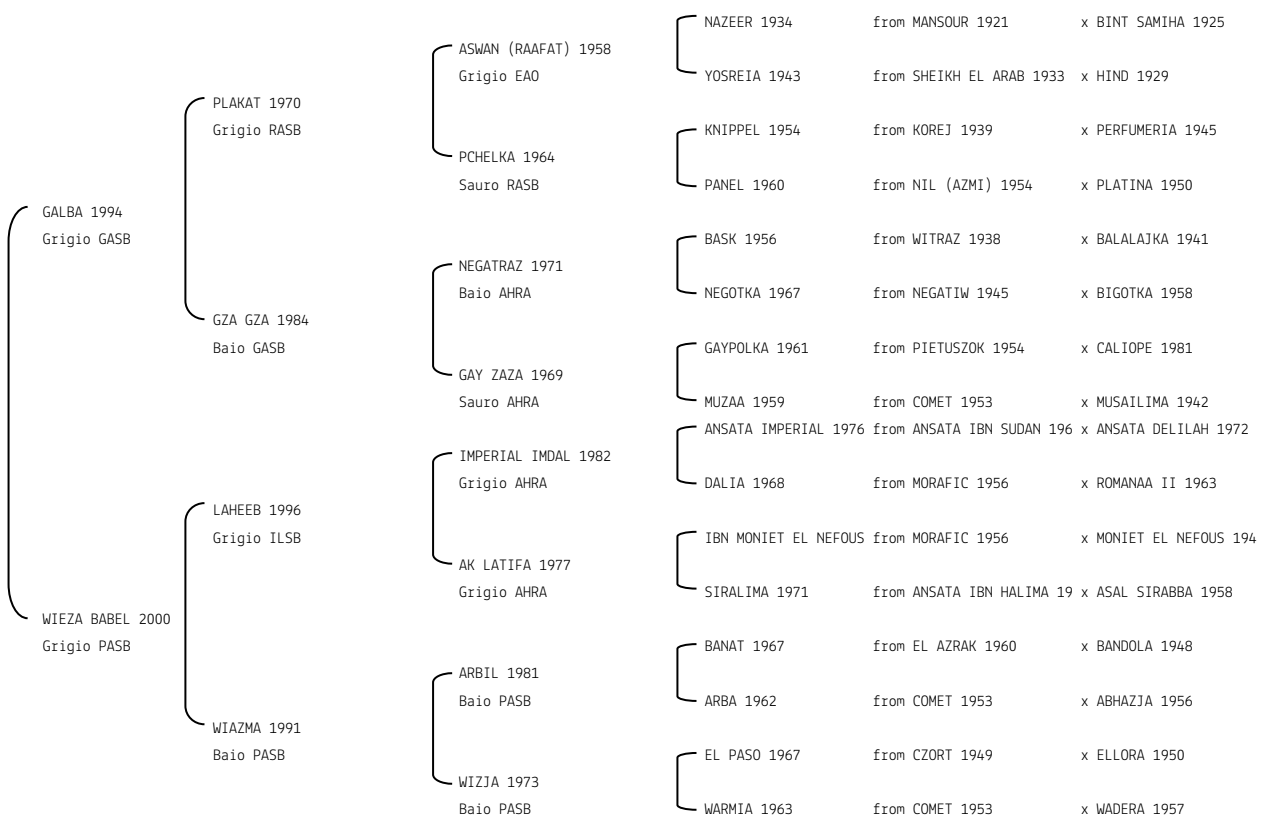 NAZEER 1934 from MANSOUR 1921 x BINT SAMIHA 1925
ASWAN (RAAFAT) 1958
Grigio EAO YOSREIA 1943 from SHEIKH EL ARAB 1933 x HIND 1929
PLAKAT 1970
Grigio RASB KNIPPEL 1954 from KOREJ 1939 x PERFUMERIA 1945
PCHELKA 1964
Sauro RASB PANEL 1960 from NIL (AZMI) 1954 x PLATINA 1950
GALBA 1994
Grigio GASB BASK 1956 from WITRAZ 1938 x BALALAJKA 1941
NEGATRAZ 1971
Baio AHRA NEGOTKA 1967 from NEGATIW 1945 x BIGOTKA 1958
GZA GZA 1984
Baio GASB GAYPOLKA 1961 from PIETUSZOK 1954 x CALIOPE 1981
GAY ZAZA 1969
Sauro AHRA MUZAA 1959 from COMET 1953 x MUSAILIMA 1942
ANSATA IMPERIAL 1976 from ANSATA IBN SUDAN 196 x ANSATA DELILAH 1972
IMPERIAL IMDAL 1982
Grigio AHRA DALIA 1968 from MORAFIC 1956 x ROMANAA II 1963
LAHEEB 1996
Grigio ILSB IBN MONIET EL NEFOUS from MORAFIC 1956 x MONIET EL NEFOUS 194
AK LATIFA 1977
Grigio AHRA SIRALIMA 1971 from ANSATA IBN HALIMA 19 x ASAL SIRABBA 1958
WIEZA BABEL 2000
Grigio PASB BANAT 1967 from EL AZRAK 1960 x BANDOLA 1948
ARBIL 1981
Baio PASB ARBA 1962 from COMET 1953 x ABHAZJA 1956
WIAZMA 1991
Baio PASB EL PASO 1967 from CZORT 1949 x ELLORA 1950
WIZJA 1973
Baio PASB WARMIA 1963 from COMET 1953 x WADERA 1957